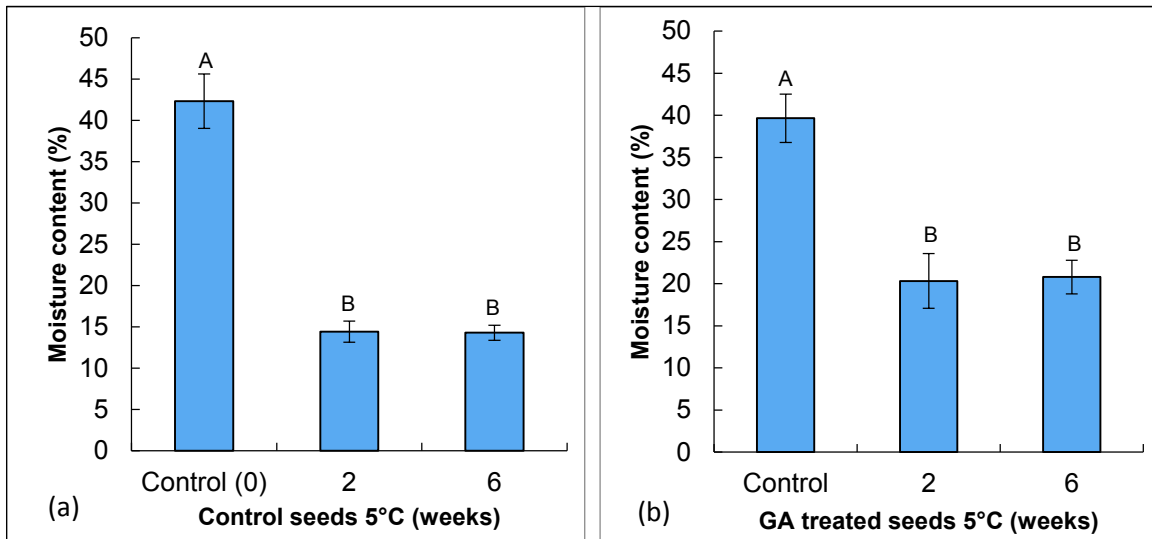 Moisture content (%)
50
45
40
35
30
25
20
15
10
5
0
A
B
B
Control (0) 2 6
(a)
Control seeds 5°C (weeks)
Moisture content (%)
50
45
40
35
30
25
20
15
10
5
0
A
B
B
Control 2 6
(b)
GA treated seeds 5°C (weeks)